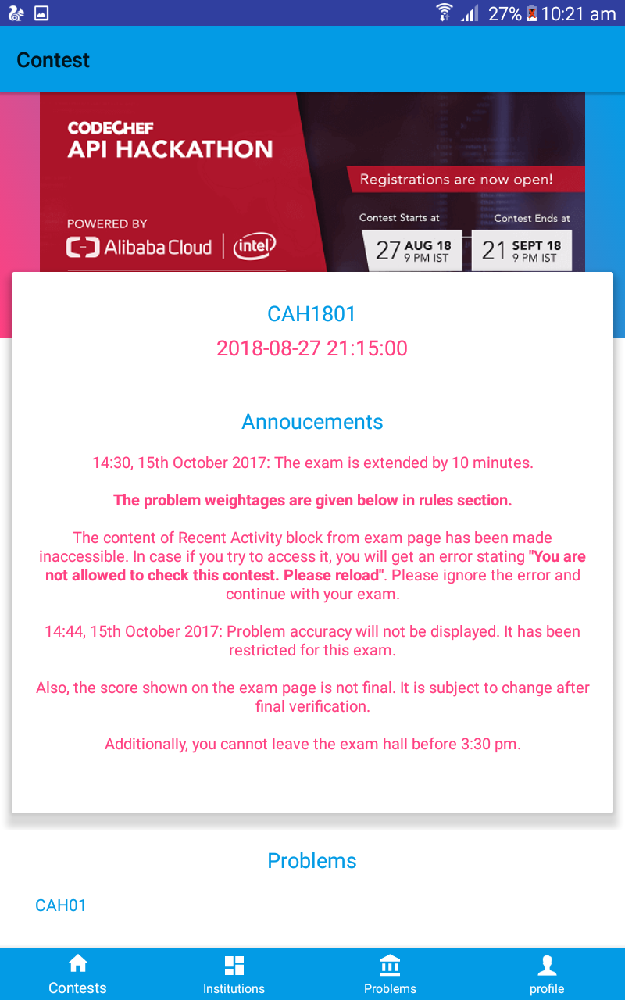 27% 10:21 am
Contest
CODECHEF
API HACKATHON
Registrations are now open!
POWERED BY
Alibaba Cloud | intel
Contest Starts at
Contest Ends at
27 AUG 18
9 PM IST
21 SEPT 18
9 PM IST
CAH1801
2018-08-27 21:15:00
Annoucements
14:30, 15th October 2017: The exam is extended by 10 minutes.
The problem weightages are given below in rules section.
The content of Recent Activity block from exam page has been made
inaccessible. In case if you try to access it, you will get an error stating "You are
not allowed to check this contest. Please reload". Please ignore the error and
continue with your exam.
14:44, 15th October 2017: Problem accuracy will not be displayed. It has been
restricted for this exam.
Also, the score shown on the exam page is not final. It is subject to change after
final verification.
Additionally, you cannot leave the exam hall before 3:30 pm.
Problems
CAH01
Contests
Institutions
Problems
profile